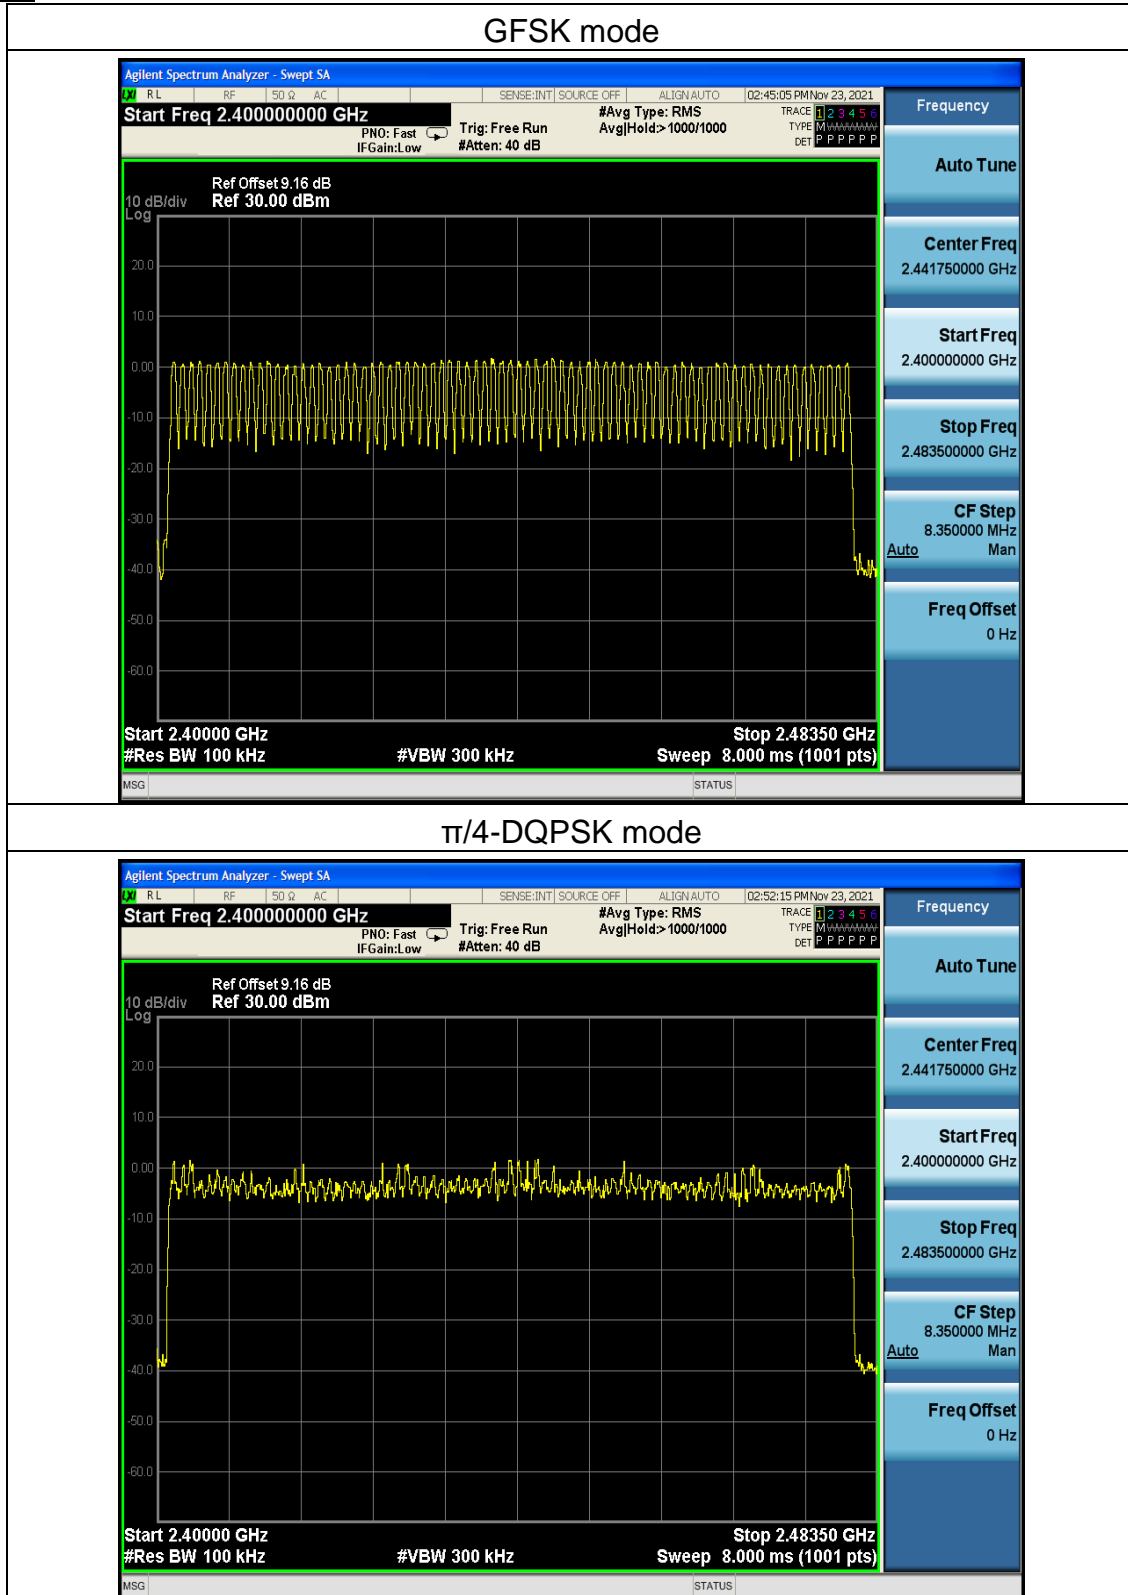 GFSK mode
Agilent Spectrum Analyzer - Swept SA
LXI RL RF 50 Ω AC SENSE:INT SOURCE OFF ALIGN AUTO 02:45:05 PM Nov 23, 2021
Start Freq 2.400000000 GHz #Avg Type: RMS TRACE 1 2 3 4 5 6 Frequency
PNO: Fast Trig: Free Run Avg|Hold:>1000/1000 TYPE M
IFGain:Low #Atten: 40 dB DET P P P P P P
Auto Tune
Ref Offset 9.16 dB
10 dB/div Ref 30.00 dBm
Log
Center Freq
2.441750000 GHz
20.0
10.0
Start Freq
2.400000000 GHz
0.00
-10.0
Stop Freq
2.483500000 GHz
-20.0
-30.0
CF Step
8.350000 MHz
Auto Man
-40.0
Freq Offset
0 Hz
-50.0
-60.0
Start 2.40000 GHz Stop 2.48350 GHz
#Res BW 100 kHz #VBW 300 kHz Sweep 8.000 ms (1001 pts)
MSG STATUS
π/4-DQPSK mode
Agilent Spectrum Analyzer - Swept SA
LXI RL RF 50 Ω AC SENSE:INT SOURCE OFF ALIGN AUTO 02:52:15 PM Nov 23, 2021
Start Freq 2.400000000 GHz #Avg Type: RMS TRACE 1 2 3 4 5 6 Frequency
PNO: Fast Trig: Free Run Avg|Hold:>1000/1000 TYPE M
IFGain:Low #Atten: 40 dB DET P P P P P P
Auto Tune
Ref Offset 9.16 dB
10 dB/div Ref 30.00 dBm
Log
Center Freq
2.441750000 GHz
20.0
10.0
Start Freq
2.400000000 GHz
0.00
-10.0
Stop Freq
2.483500000 GHz
-20.0
-30.0
CF Step
8.350000 MHz
Auto Man
-40.0
Freq Offset
0 Hz
-50.0
-60.0
Start 2.40000 GHz Stop 2.48350 GHz
#Res BW 100 kHz #VBW 300 kHz Sweep 8.000 ms (1001 pts)
MSG STATUS